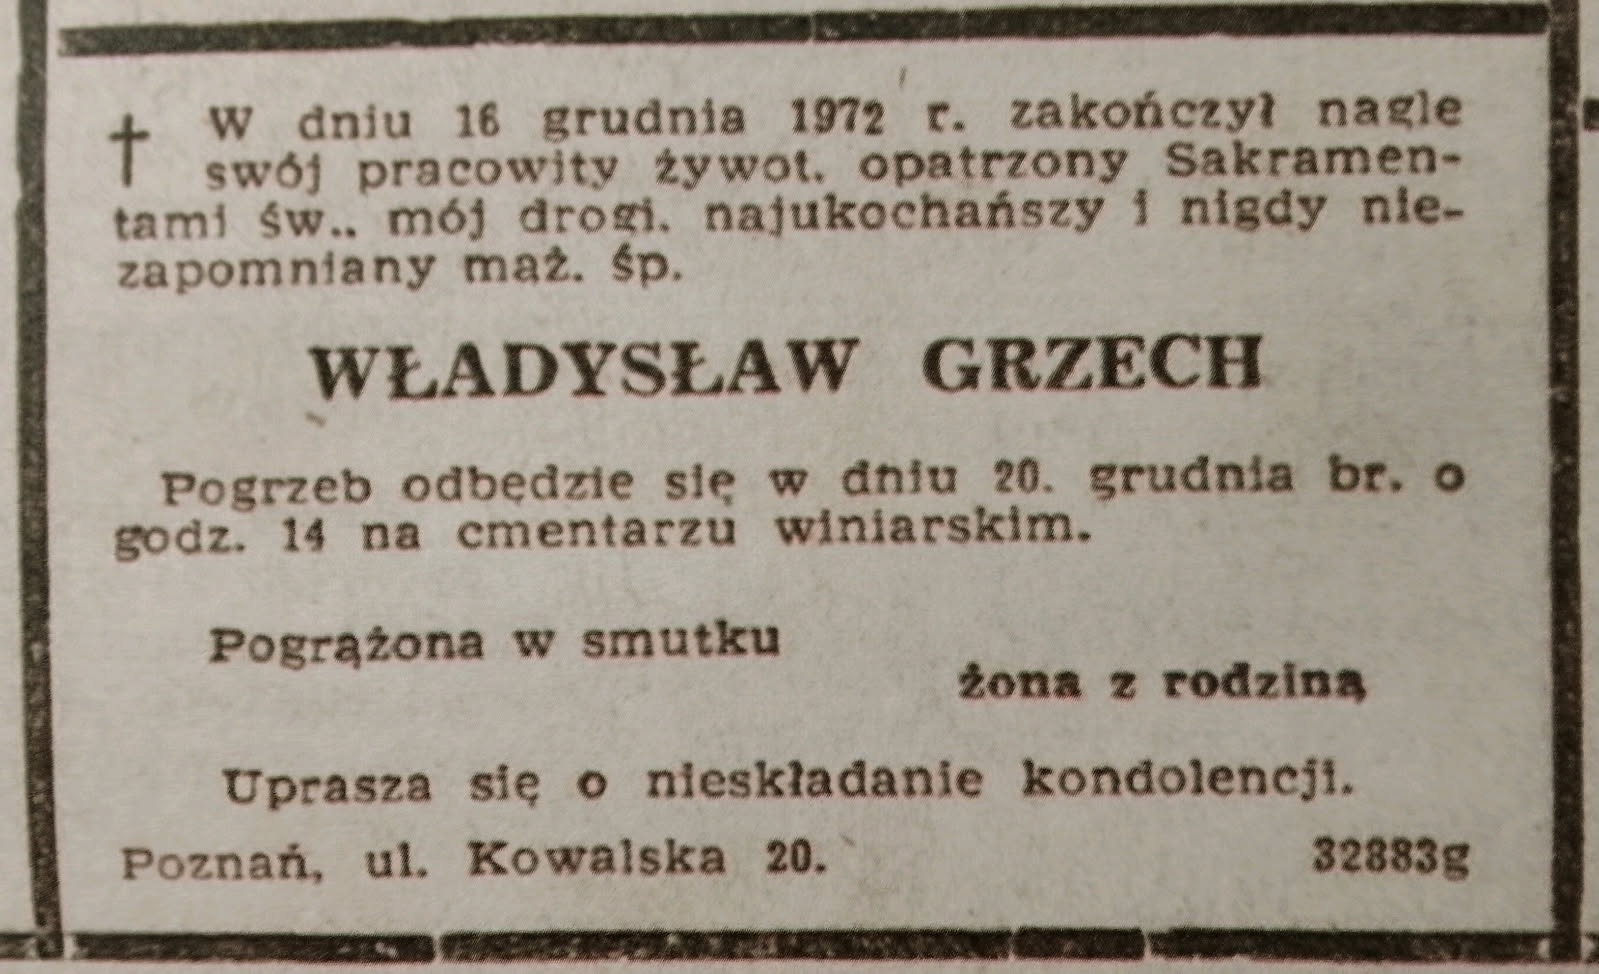 † W dniu 16 grudnia 1972 r. zakończył nagle
swój pracowity żywot. opatrzony Sakramen-
tami św.. mój drogi. najukochańszy i nigdy nie-
zapomniany mąż. śp.
WŁADYSŁAW GRZECH
Pogrzeb odbędzie się w dniu 20. grudnia br. o
godz. 14 na cmentarzu winiarskim.
Pogrążona w smutku
żona z rodziną
Uprasza się o nieskładanie kondolencji.
Poznań, ul. Kowalska 20. 32883g